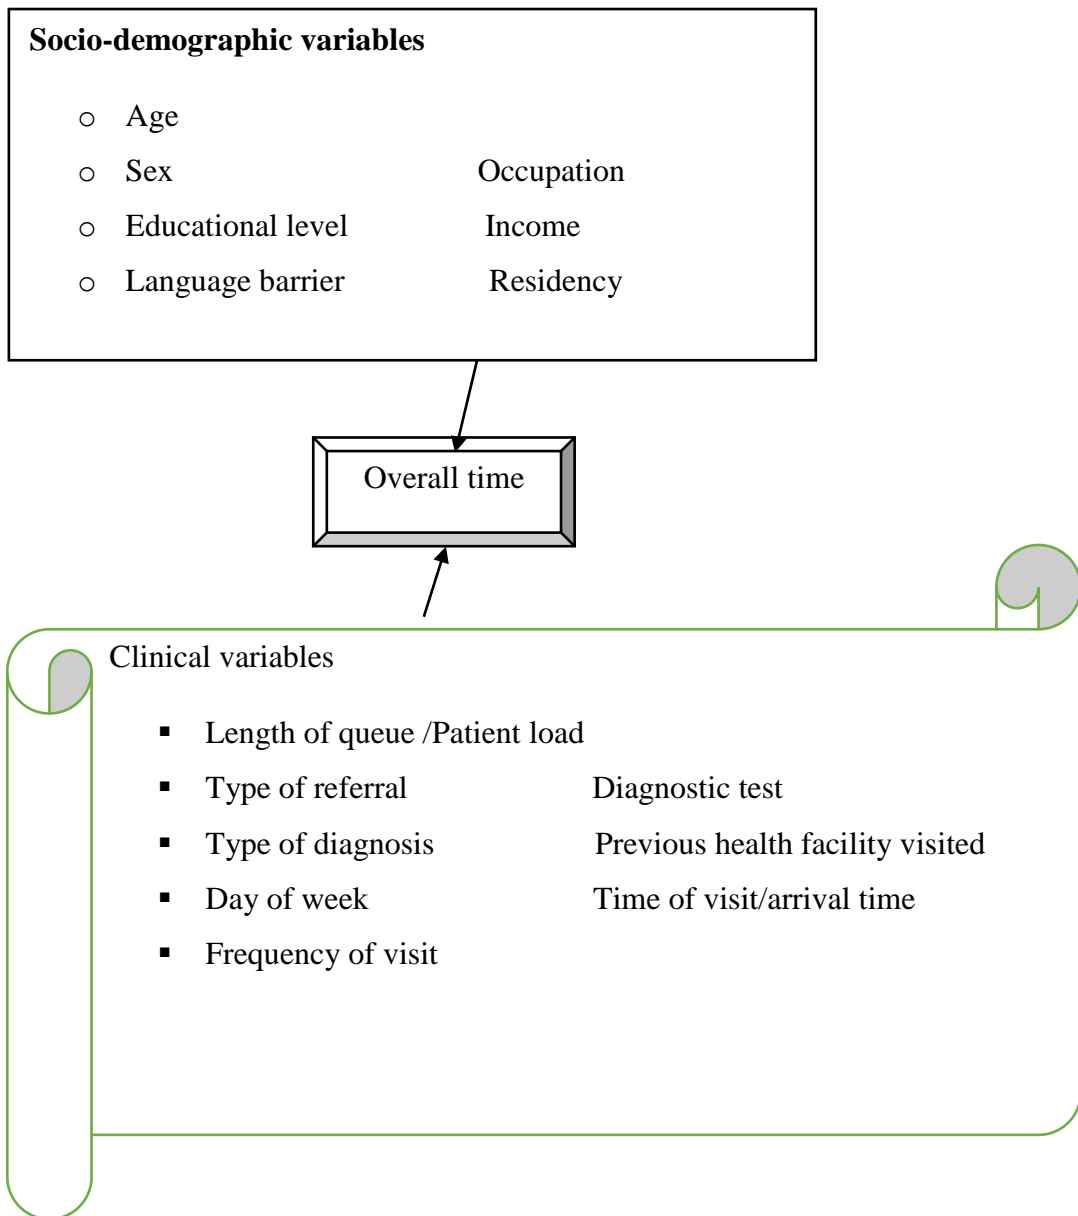 Socio-demographic variables
o Age
o Sex Occupation
o Educational level Income
o Language barrier Residency
Overall time
Clinical variables
▪ Length of queue /Patient load
▪ Type of referral Diagnostic test
▪ Type of diagnosis Previous health facility visited
▪ Day of week Time of visit/arrival time
▪ Frequency of visit